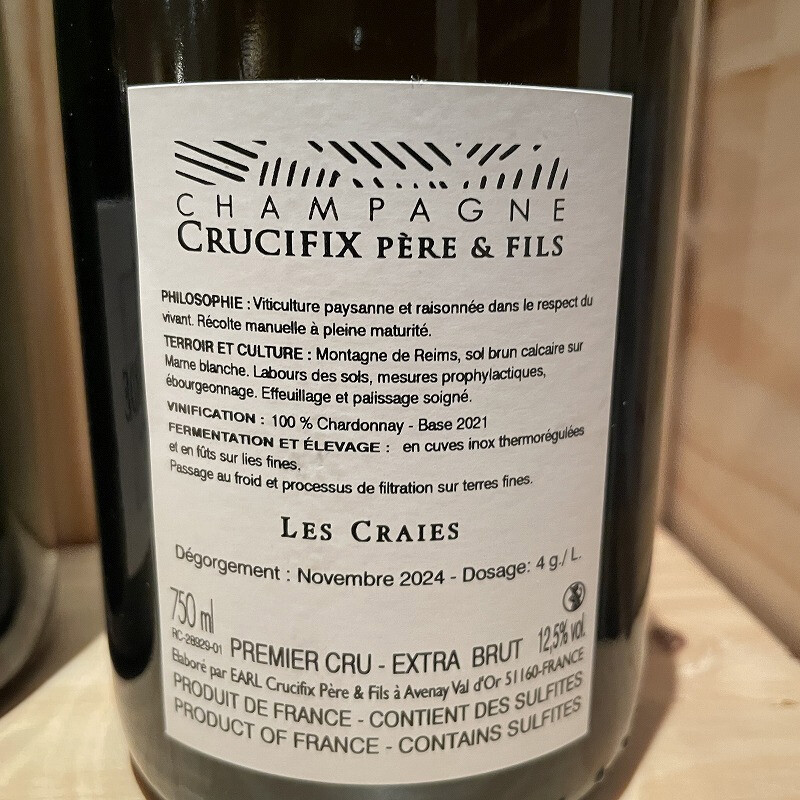 CHAMPAGNE
CRUCIFIX PÈRE & FILS
PHILOSOPHIE : Viticulture paysanne et raisonnée dans le respect du
vivant. Récolte manuelle à pleine maturité.
TERROIR ET CULTURE : Montagne de Reims, sol brun calcaire sur
Marne blanche. Labours des sols, mesures prophylactiques,
ébourgeonnage. Effeuillage et palissage soigné.
VINIFICATION : 100 % Chardonnay - Base 2021
FERMENTATION ET ÉLEVAGE : en cuves inox thermorégulées
et en fûts sur lies fines.
Passage au froid et processus de filtration sur terres fines.
LES CRAIES
Dégorgement : Novembre 2024 - Dosage: 4 g./ L.
750 ml
RC-28929-01 PREMIER CRU - EXTRA BRUT 12,5% vol.
Elaboré par EARL Crucifix Père & Fils à Avenay Val d'Or 51160-FRANCE
PRODUIT DE FRANCE - CONTIENT DES SULFITES
PRODUCT OF FRANCE - CONTAINS SULFITES